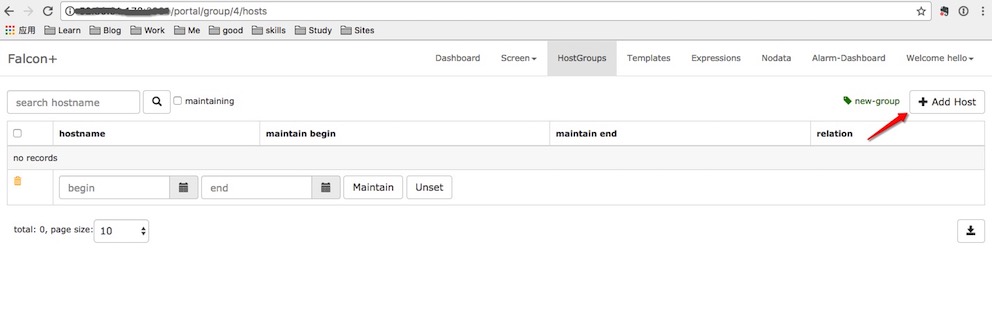 /portal/group/4/hosts
应用 Learn Blog Work Me good skills Study Sites
Falcon+ Dashboard Screen HostGroups Templates Expressions Nodata Alarm-Dashboard Welcome hello
search hostname maintaining new-group + Add Host
hostname maintain begin maintain end relation
no records
begin end Maintain Unset
total: 0, page size: 10